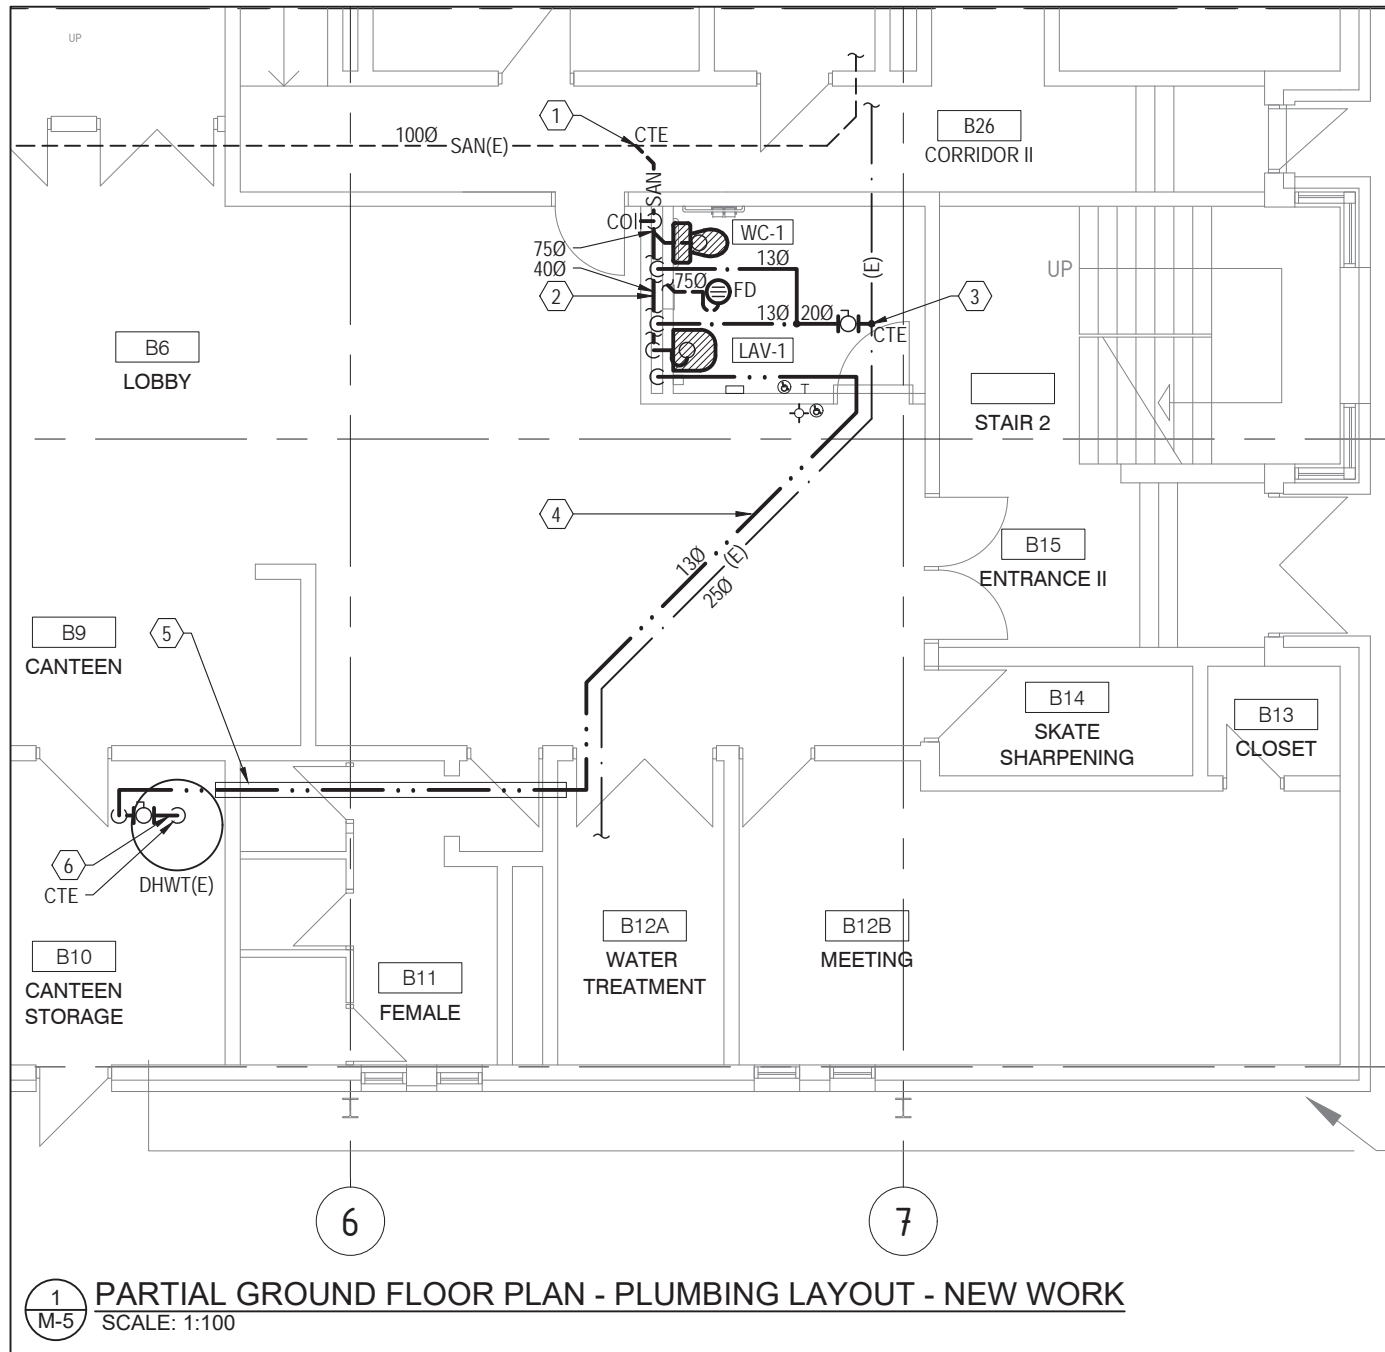 UP
100Ø
SAN(E)
1
CTE
B26
CORRIDOR II
SAN
CO
WC-1
75Ø
40Ø
13Ø
(E)
UP
2
75Ø
FD
3
13Ø
20Ø
CTE
B6
LOBBY
LAV-1
T
STAIR 2
4
B15
ENTRANCE II
13Ø
(E)
25Ø
B9
CANTEEN
5
B14
SKATE
SHARPENING
B13
CLOSET
6
CTE
DHWT(E)
B12A
WATER
TREATMENT
B12B
MEETING
B10
CANTEEN
STORAGE
B11
FEMALE
6
7
1
M-5
PARTIAL GROUND FLOOR PLAN - PLUMBING LAYOUT - NEW WORK
SCALE: 1:100